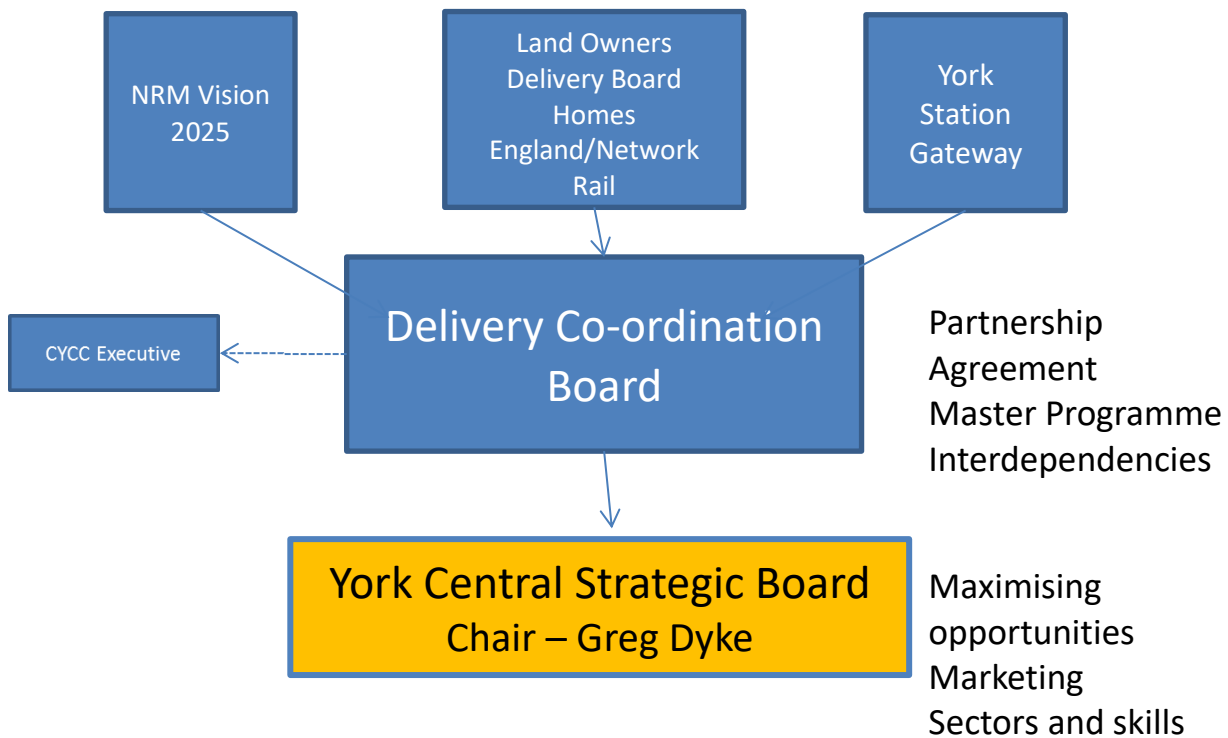 NRM Vision
2025
Land Owners
Delivery Board
Homes
England/Network
Rail
York
Station
Gateway
CYCC Executive
Delivery Co-ordination
Board
Partnership
Agreement
Master Programme
Interdependencies
York Central Strategic Board
Chair – Greg Dyke
Maximising
opportunities
Marketing
Sectors and skills